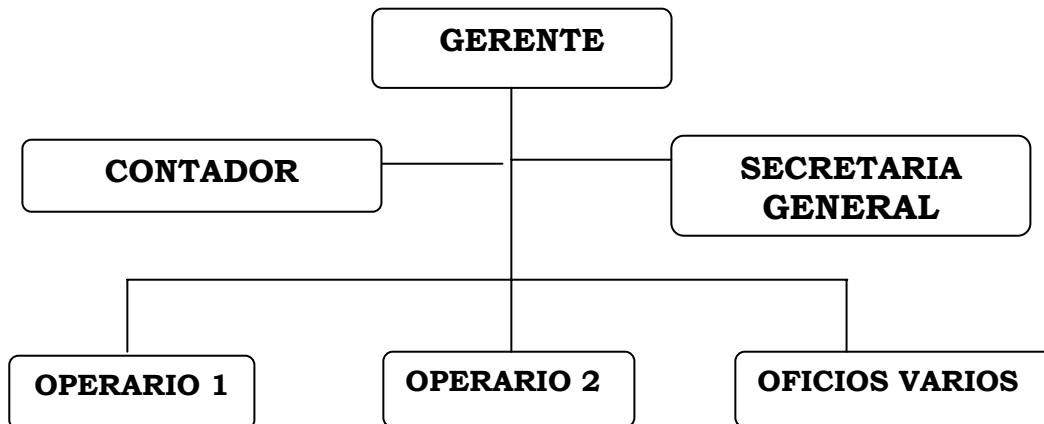 GERENTE
CONTADOR
SECRETARIA
GENERAL
OPERARIO 1
OPERARIO 2
OFICIOS VARIOS